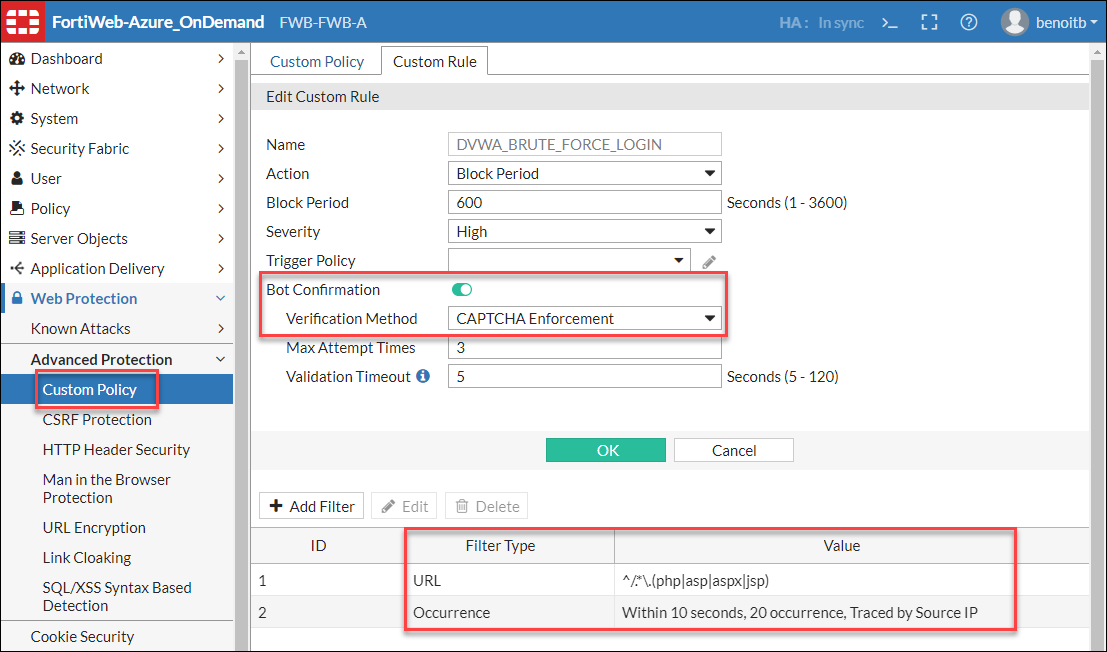 FortiWeb-Azure_OnDemand FWB-FWB-A HA: In sync >_ benoitb
Dashboard
Network
System
Security Fabric
User
Policy
Server Objects
Application Delivery
Web Protection
Known Attacks
Advanced Protection
Custom Policy
CSRF Protection
HTTP Header Security
Man in the Browser
Protection
URL Encryption
Link Cloaking
SQL/XSS Syntax Based
Detection
Cookie Security
Custom Policy Custom Rule
Edit Custom Rule
Name DVWA_BRUTE_FORCE_LOGIN
Action Block Period
Block Period 600 Seconds (1 - 3600)
Severity High
Trigger Policy
Bot Confirmation
Verification Method CAPTCHA Enforcement
Max Attempt Times 3
Validation Timeout 5 Seconds (5 - 120)
OK Cancel
+ Add Filter Edit Delete
ID Filter Type Value
1 URL ^/.*\.(php|asp|aspx|jsp)
2 Occurrence Within 10 seconds, 20 occurrence, Traced by Source IP